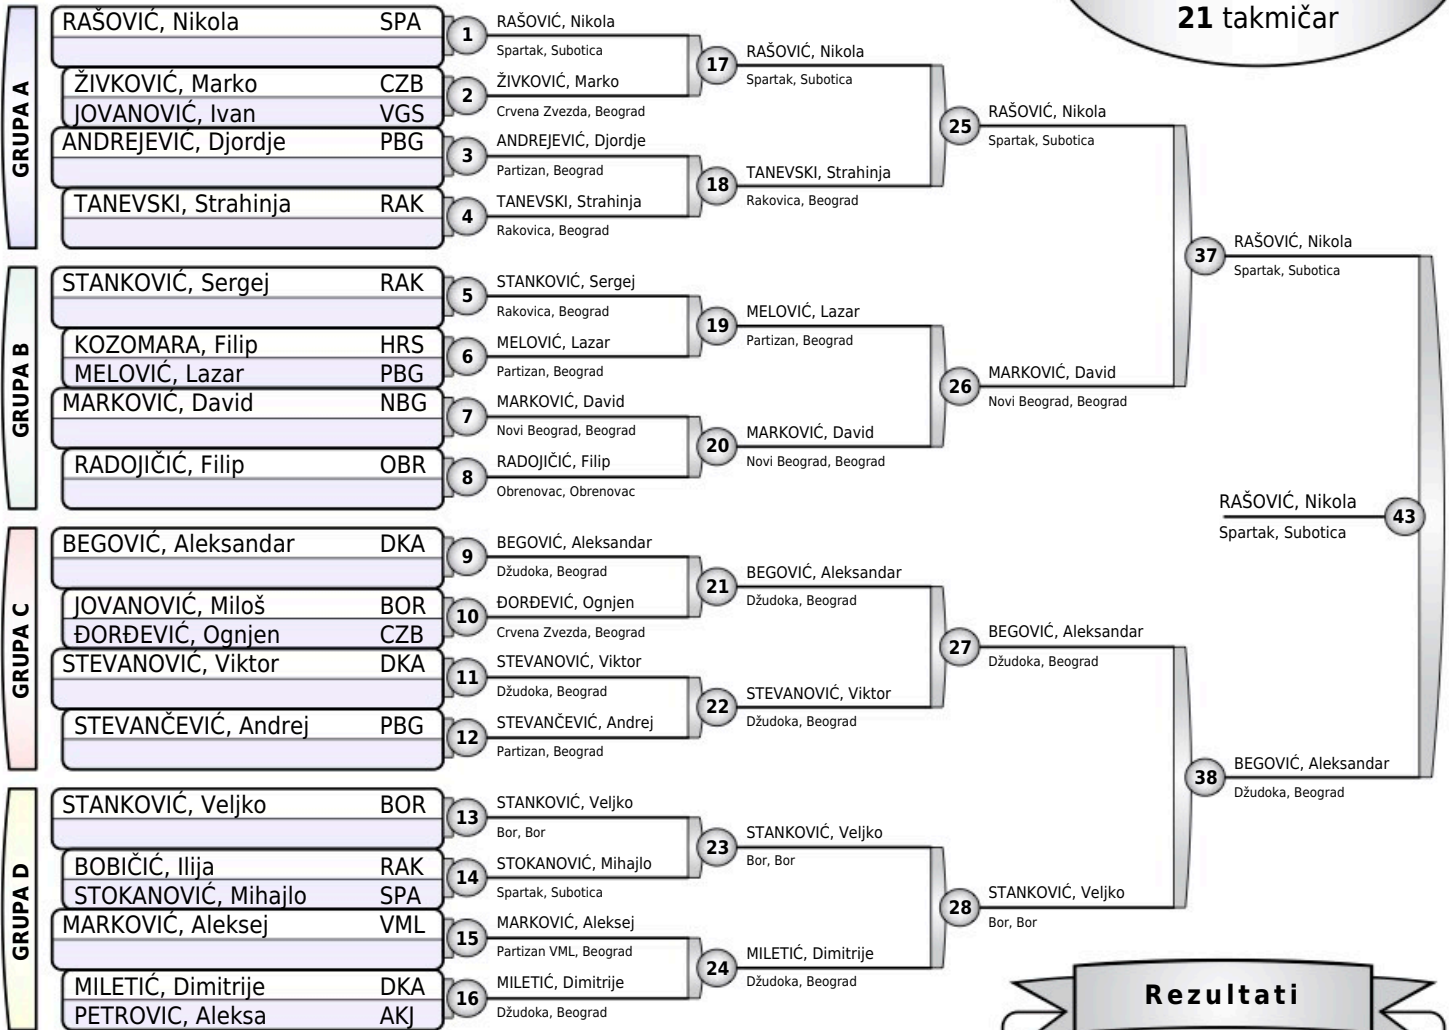 21 takmičar
GRUPA A
RAŠOVIĆ, Nikola SPA
ŽIVKOVIĆ, Marko CZB
JOVANOVIĆ, Ivan VGS
ANDREJEVIĆ, Djordje PBG
TANEVSKI, Strahinja RAK
GRUPA B
STANKOVIĆ, Sergej RAK
KOZOMARA, Filip HRS
MELOVIĆ, Lazar PBG
MARKOVIĆ, David NBG
RADOJIČIĆ, Filip OBR
GRUPA C
BEGOVIĆ, Aleksandar DKA
JOVANOVIĆ, Miloš BOR
ĐORĐEVIĆ, Ognjen CZB
STEVANOVIĆ, Viktor DKA
STEVANČEVIĆ, Andrej PBG
GRUPA D
STANKOVIĆ, Veljko BOR
BOBIČIĆ, Ilija RAK
STOKANOVIĆ, Mihajlo SPA
MARKOVIĆ, Aleksej VML
MILETIĆ, Dimitrije DKA
PETROVIC, Aleksa AKJ
1 RAŠOVIĆ, Nikola
Spartak, Subotica
2 ŽIVKOVIĆ, Marko
Crvena Zvezda, Beograd
3 ANDREJEVIĆ, Djordje
Partizan, Beograd
4 TANEVSKI, Strahinja
Rakovica, Beograd
5 STANKOVIĆ, Sergej
Rakovica, Beograd
6 MELOVIĆ, Lazar
Partizan, Beograd
7 MARKOVIĆ, David
Novi Beograd, Beograd
8 RADOJIČIĆ, Filip
Obrenovac, Obrenovac
9 BEGOVIĆ, Aleksandar
Džudoka, Beograd
10 ĐORĐEVIĆ, Ognjen
Crvena Zvezda, Beograd
11 STEVANOVIĆ, Viktor
Džudoka, Beograd
12 STEVANČEVIĆ, Andrej
Partizan, Beograd
13 STANKOVIĆ, Veljko
Bor, Bor
14 STOKANOVIĆ, Mihajlo
Spartak, Subotica
15 MARKOVIĆ, Aleksej
Partizan VML, Beograd
16 MILETIĆ, Dimitrije
Džudoka, Beograd
17 RAŠOVIĆ, Nikola
Spartak, Subotica
18 TANEVSKI, Strahinja
Rakovica, Beograd
19 MELOVIĆ, Lazar
Partizan, Beograd
20 MARKOVIĆ, David
Novi Beograd, Beograd
21 BEGOVIĆ, Aleksandar
Džudoka, Beograd
22 STEVANOVIĆ, Viktor
Džudoka, Beograd
23 STANKOVIĆ, Veljko
Bor, Bor
24 MILETIĆ, Dimitrije
Džudoka, Beograd
25 RAŠOVIĆ, Nikola
Spartak, Subotica
26 MARKOVIĆ, David
Novi Beograd, Beograd
27 BEGOVIĆ, Aleksandar
Džudoka, Beograd
28 STANKOVIĆ, Veljko
Bor, Bor
37 RAŠOVIĆ, Nikola
Spartak, Subotica
38 BEGOVIĆ, Aleksandar
Džudoka, Beograd
RAŠOVIĆ, Nikola 43
Spartak, Subotica
Rezultati